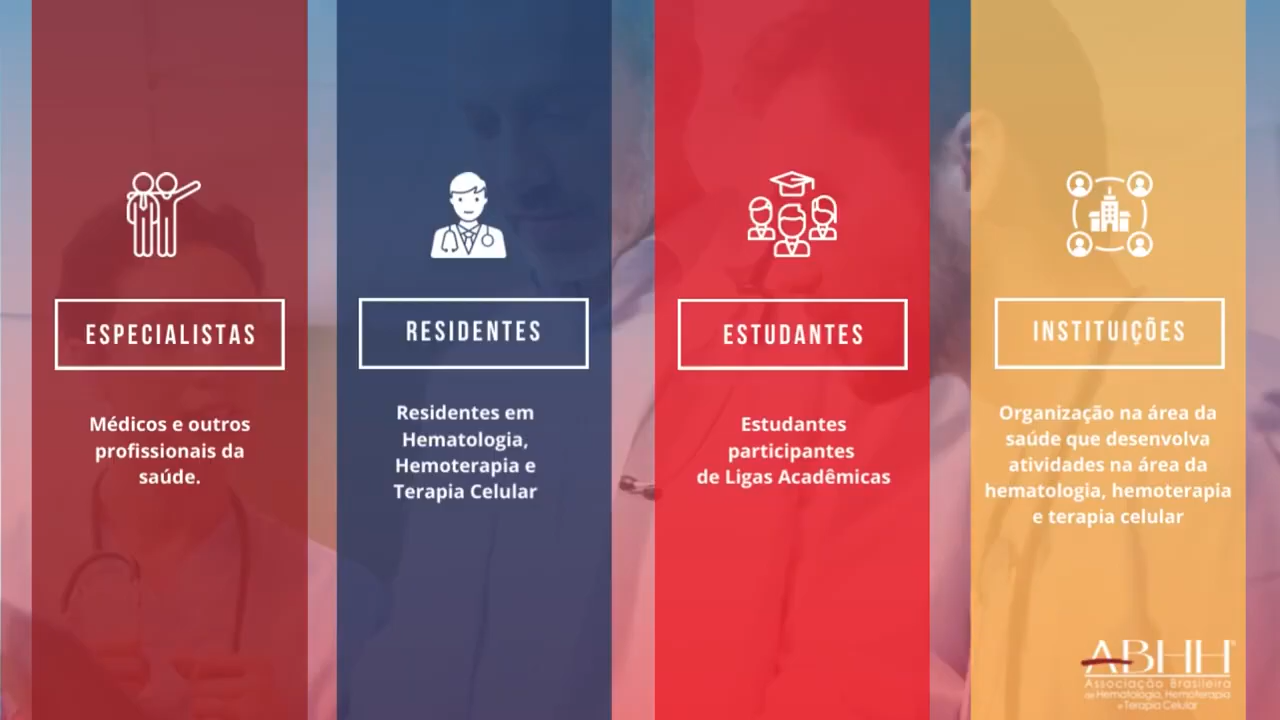 ESPECIALISTAS
Médicos e outros
profissionais da
saúde.
RESIDENTES
Residentes em
Hematologia,
Hemoterapia e
Terapia Celular
ESTUDANTES
Estudantes
participantes
de Ligas Acadêmicas
INSTITUIÇÕES
Organização na área da
saúde que desenvolva
atividades na área da
hematologia, hemoterapia
e terapia celular
ABHH
Associação Brasileira
de Hematologia, Hemoterapia
e Terapia Celular